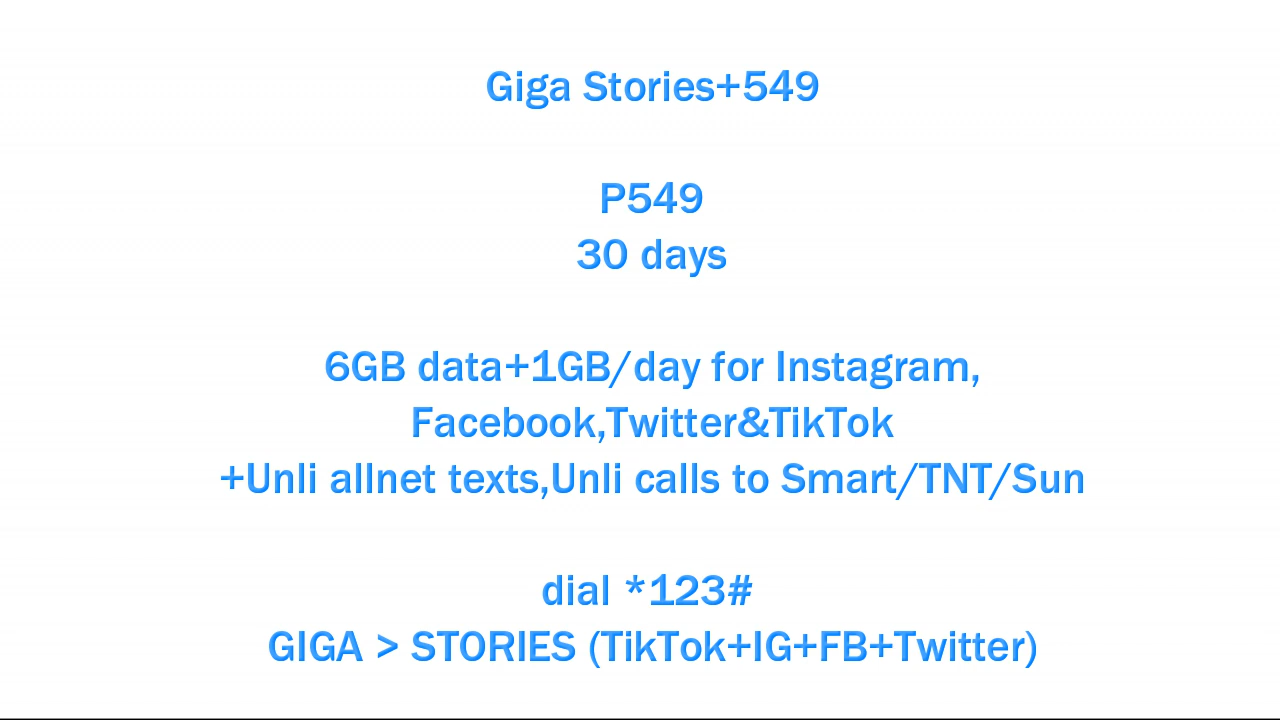 Giga Stories+549
P549
30 days
6GB data+1GB/day for Instagram,
Facebook,Twitter&TikTok
+Unli allnet texts,Unli calls to Smart/TNT/Sun
dial *123#
GIGA > STORIES (TikTok+IG+FB+Twitter)